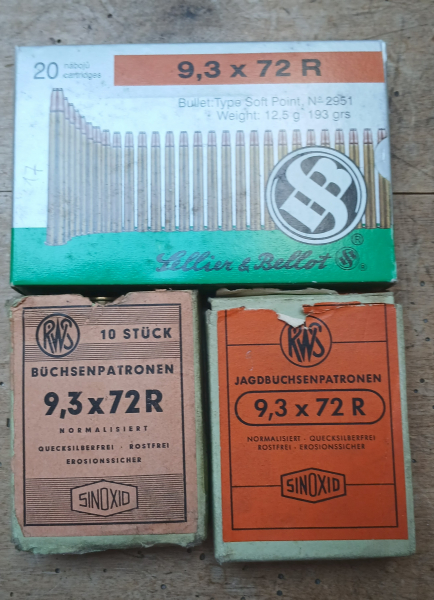 20 nábojů
cartridges
9,3 x 72 R
Bullet: Type Soft Point, No 2951
Weight: 12.5 g 193 grs
17
SB
Sellier & Bellot SB ®
RWS
10 STÜCK
BÜCHSENPATRONEN
9,3 x 72 R
NORMALISIERT
QUECKSILBERFREI · ROSTFREI
EROSIONSSICHER
SINOXID
RWS
JAGDBÜCHSENPATRONEN
9,3 x 72 R
NORMALISIERT · QUECKSILBERFREI
ROSTFREI · EROSIONSSICHER
SINOXID